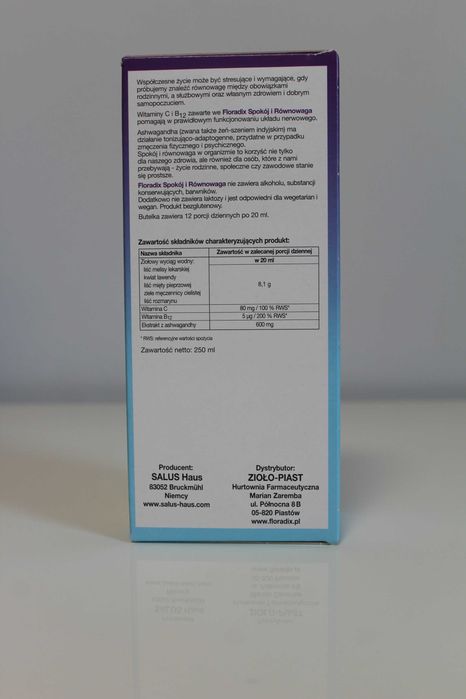 Współczesne życie może być stresujące i wymagające, gdy
próbujemy znaleźć równowagę między obowiązkami
rodzinnymi, a służbowymi oraz własnym zdrowiem i dobrym
samopoczuciem.
Witaminy C i B12 zawarte we Floradix Spokój i Równowaga
pomagają w prawidłowym funkcjonowaniu układu nerwowego.
Ashwagandha (zwana także żeń-szeniem indyjskim) ma
działanie tonizująco-adaptogenne, przydatne w przypadku
zmęczenia fizycznego i psychicznego.
Spokój i równowaga w organizmie to korzyść nie tylko
dla naszego zdrowia, ale również dla osób, które z nami
przebywają - życie rodzinne, społeczne czy zawodowe stanie
się prostsze.
Floradix Spokój i Równowaga nie zawiera alkoholu, substancji
konserwujących, barwników.
Dodatkowo nie zawiera laktozy i jest odpowiedni dla wegetarian i
wegan. Produkt bezglutenowy.
Butelka zawiera 12 porcji dziennych po 20 ml.
Zawartość składników charakteryzujących produkt:
Nazwa składnika Zawartość w zalecanej porcji dziennej
Ziołowy wyciąg wodny: w 20 ml
liść melisy lekarskiej
kwiat lawendy
liść mięty pieprzowej 8,1 g
ziele męczennicy cielistej
liść rozmarynu
Witamina C 80 mg / 100 % RWS*
Witamina B12 5 µg / 200 % RWS*
Ekstrakt z ashwagandhy 600 mg
* RWS: referencyjne wartości spożycia
Zawartość netto: 250 ml
Producent:
SALUS Haus
83052 Bruckmühl
Niemcy
www.salus-haus.com
Dystrybutor:
ZIOŁO-PIAST
Hurtownia Farmaceutyczna
Marian Zaremba
ul. Północna 8B
05-820 Piastów
www.floradix.pl